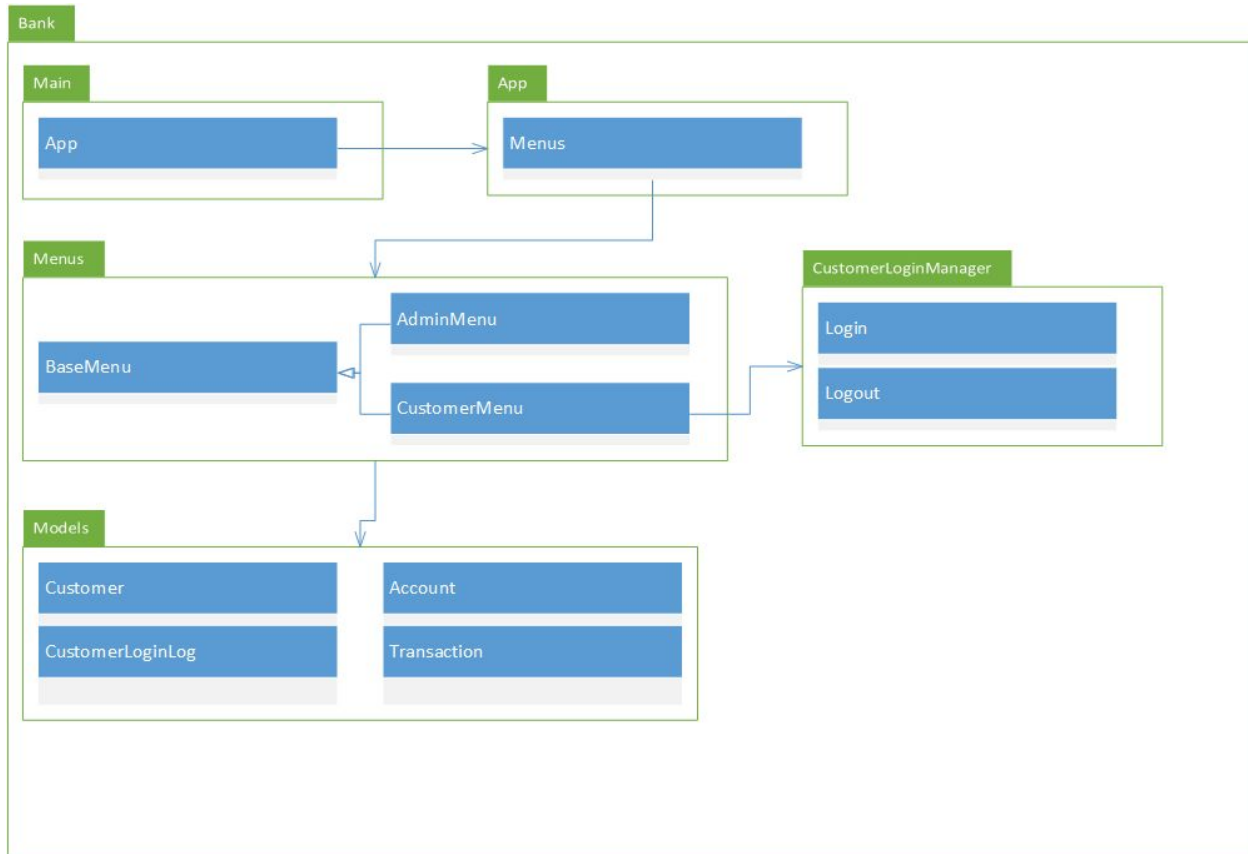 Bank
Main
App
App
Menus
Menus
BaseMenu
AdminMenu
CustomerMenu
CustomerLoginManager
Login
Logout
Models
Customer
Account
CustomerLoginLog
Transaction